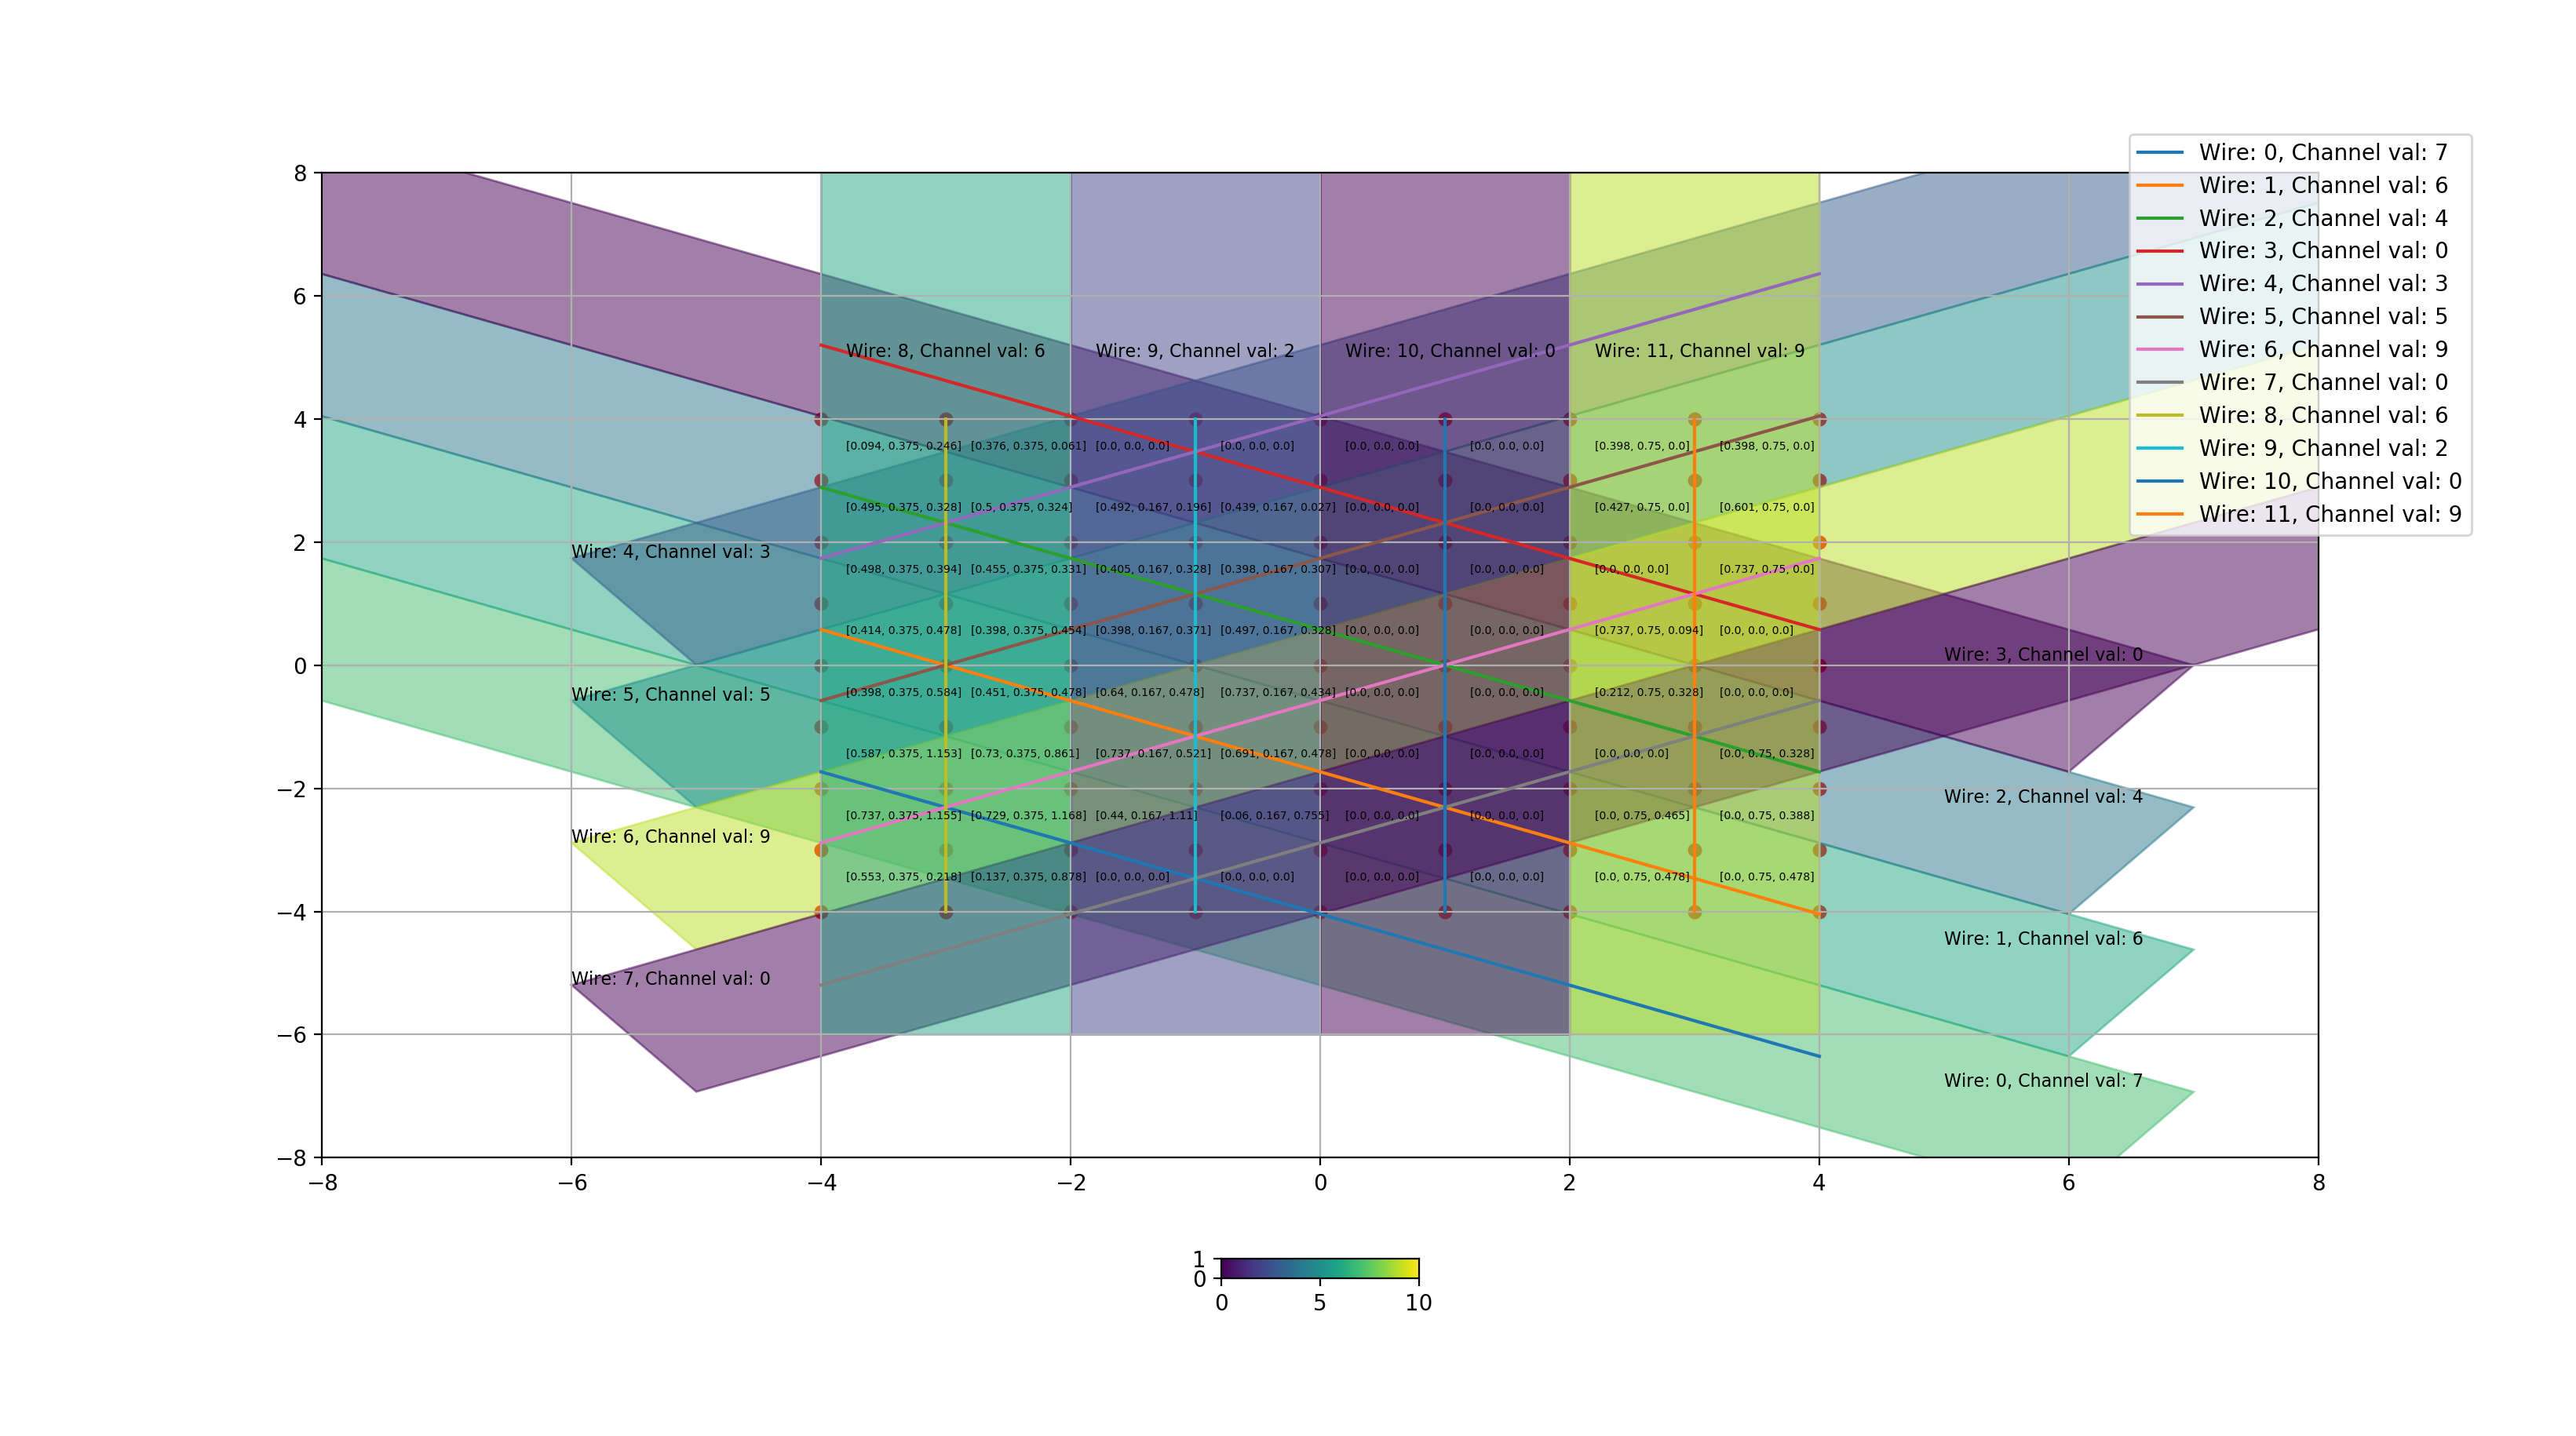 Wire: 0, Channel val: 7
Wire: 1, Channel val: 6
Wire: 2, Channel val: 4
Wire: 3, Channel val: 0
Wire: 4, Channel val: 3
Wire: 5, Channel val: 5
Wire: 6, Channel val: 9
Wire: 7, Channel val: 0
Wire: 8, Channel val: 6
Wire: 9, Channel val: 2
Wire: 10, Channel val: 0
Wire: 11, Channel val: 9
8
6
4
2
0
−2
−4
−6
−8
Wire: 8, Channel val: 6 Wire: 9, Channel val: 2 Wire: 10, Channel val: 0 Wire: 11, Channel val: 9
[0.094, 0.375, 0.246] [0.376, 0.375, 0.061] [0.0, 0.0, 0.0] [0.0, 0.0, 0.0] [0.0, 0.0, 0.0] [0.0, 0.0, 0.0] [0.398, 0.75, 0.0] [0.398, 0.75, 0.0]
[0.495, 0.375, 0.328] [0.5, 0.375, 0.324] [0.492, 0.167, 0.196] [0.439, 0.167, 0.027] [0.0, 0.0, 0.0] [0.0, 0.0, 0.0] [0.427, 0.75, 0.0] [0.601, 0.75, 0.0]
Wire: 4, Channel val: 3
[0.498, 0.375, 0.394] [0.455, 0.375, 0.331] [0.405, 0.167, 0.328] [0.398, 0.167, 0.307] [0.0, 0.0, 0.0] [0.0, 0.0, 0.0] [0.0, 0.0, 0.0] [0.737, 0.75, 0.0]
[0.414, 0.375, 0.478] [0.398, 0.375, 0.454] [0.398, 0.167, 0.371] [0.497, 0.167, 0.328] [0.0, 0.0, 0.0] [0.0, 0.0, 0.0] [0.737, 0.75, 0.094] [0.0, 0.0, 0.0]
Wire: 3, Channel val: 0
Wire: 5, Channel val: 5
[0.398, 0.375, 0.584] [0.451, 0.375, 0.478] [0.64, 0.167, 0.478] [0.737, 0.167, 0.434] [0.0, 0.0, 0.0] [0.0, 0.0, 0.0] [0.212, 0.75, 0.328] [0.0, 0.0, 0.0]
[0.587, 0.375, 1.153] [0.73, 0.375, 0.861] [0.737, 0.167, 0.521] [0.691, 0.167, 0.478] [0.0, 0.0, 0.0] [0.0, 0.0, 0.0] [0.0, 0.0, 0.0] [0.0, 0.75, 0.328]
Wire: 2, Channel val: 4
[0.737, 0.375, 1.155] [0.729, 0.375, 1.168] [0.44, 0.167, 1.11] [0.06, 0.167, 0.755] [0.0, 0.0, 0.0] [0.0, 0.0, 0.0] [0.0, 0.75, 0.465] [0.0, 0.75, 0.388]
Wire: 6, Channel val: 9
[0.553, 0.375, 0.218] [0.137, 0.375, 0.878] [0.0, 0.0, 0.0] [0.0, 0.0, 0.0] [0.0, 0.0, 0.0] [0.0, 0.0, 0.0] [0.0, 0.75, 0.478] [0.0, 0.75, 0.478]
Wire: 1, Channel val: 6
Wire: 7, Channel val: 0
Wire: 0, Channel val: 7
−8 −6 −4 −2 0 2 4 6 8
1
0
0 5 10